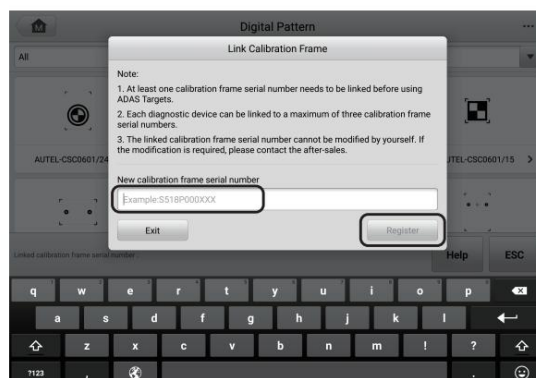 Digital Pattern
All
Link Calibration Frame
Note:
1. At least one calibration frame serial number needs to be linked before using
ADAS Targets.
2. Each diagnostic device can be linked to a maximum of three calibration frame
serial numbers.
3. The linked calibration frame serial number cannot be modified by yourself. If
the modification is required, please contact the after-sales.
New calibration frame serial number
Example:S518P000XXX
Exit
Register
AUTEL-CSC0601/24
JTEL-CSC0601/15
Linked calibration frame serial number :
Help
ESC
q w e r t y u i o p
a s d f g h j k l
z x c v b n m ! ?
?123 , .